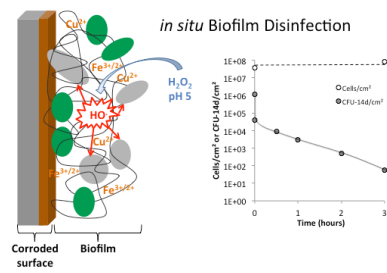 in situ Biofilm Disinfection
Cu²⁺
Fe³⁺/²⁺
Cu²⁺
H₂O₂
pH 5
HO·
Cu²⁺
Fe³⁺/²⁺
Fe³⁺/²⁺
Corroded
surface
Biofilm
Cells/cm² or CFU-14d/cm²
1E+08
1E+07
1E+06
1E+05
1E+04
1E+03
1E+02
1E+01
1E+00
Cells/cm²
CFU-14d/cm²
0
1
2
3
Time (hours)